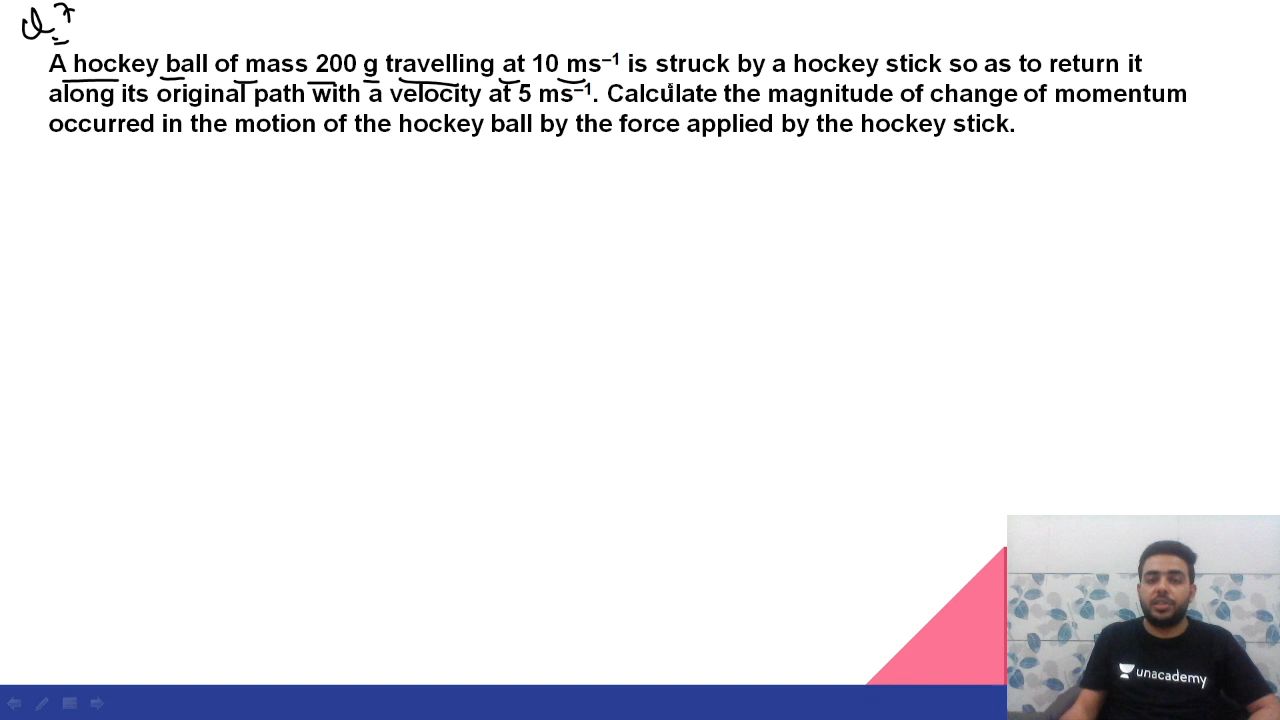 Q.7
A hockey ball of mass 200 g travelling at 10 ms⁻¹ is struck by a hockey stick so as to return it
along its original path with a velocity at 5 ms⁻¹. Calculate the magnitude of change of momentum
occurred in the motion of the hockey ball by the force applied by the hockey stick.
unacademy